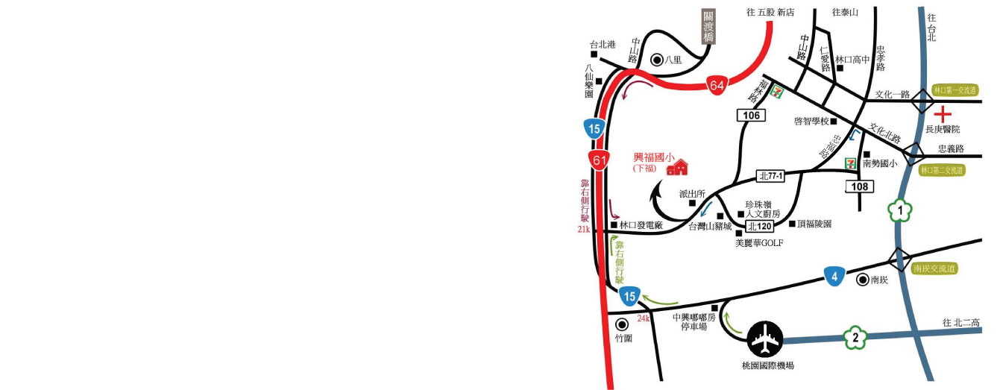 關渡橋
往 五股 新店
往泰山
往台北
台北港
中山路
八里
八仙樂園
64
中山路
仁愛路
林口高中
忠孝路
福林路
7
106
文化一路
林口第一交流道
長庚醫院
啓智學校
文化北路
忠義路
忠福路
7
南勢國小
林口第二交流道
15
61
興福國小
(下福)
北77-1
108
派出所
靠右側行駛
21k
林口發電廠
台灣山豬城
珍珠嶺
人文廚房
北120
頂福陵園
美麗華GOLF
1
靠右側行駛
南崁交流道
4
南崁
15
24k
中興嘟嘟房
停車場
竹圍
2
往 北二高
桃園國際機場